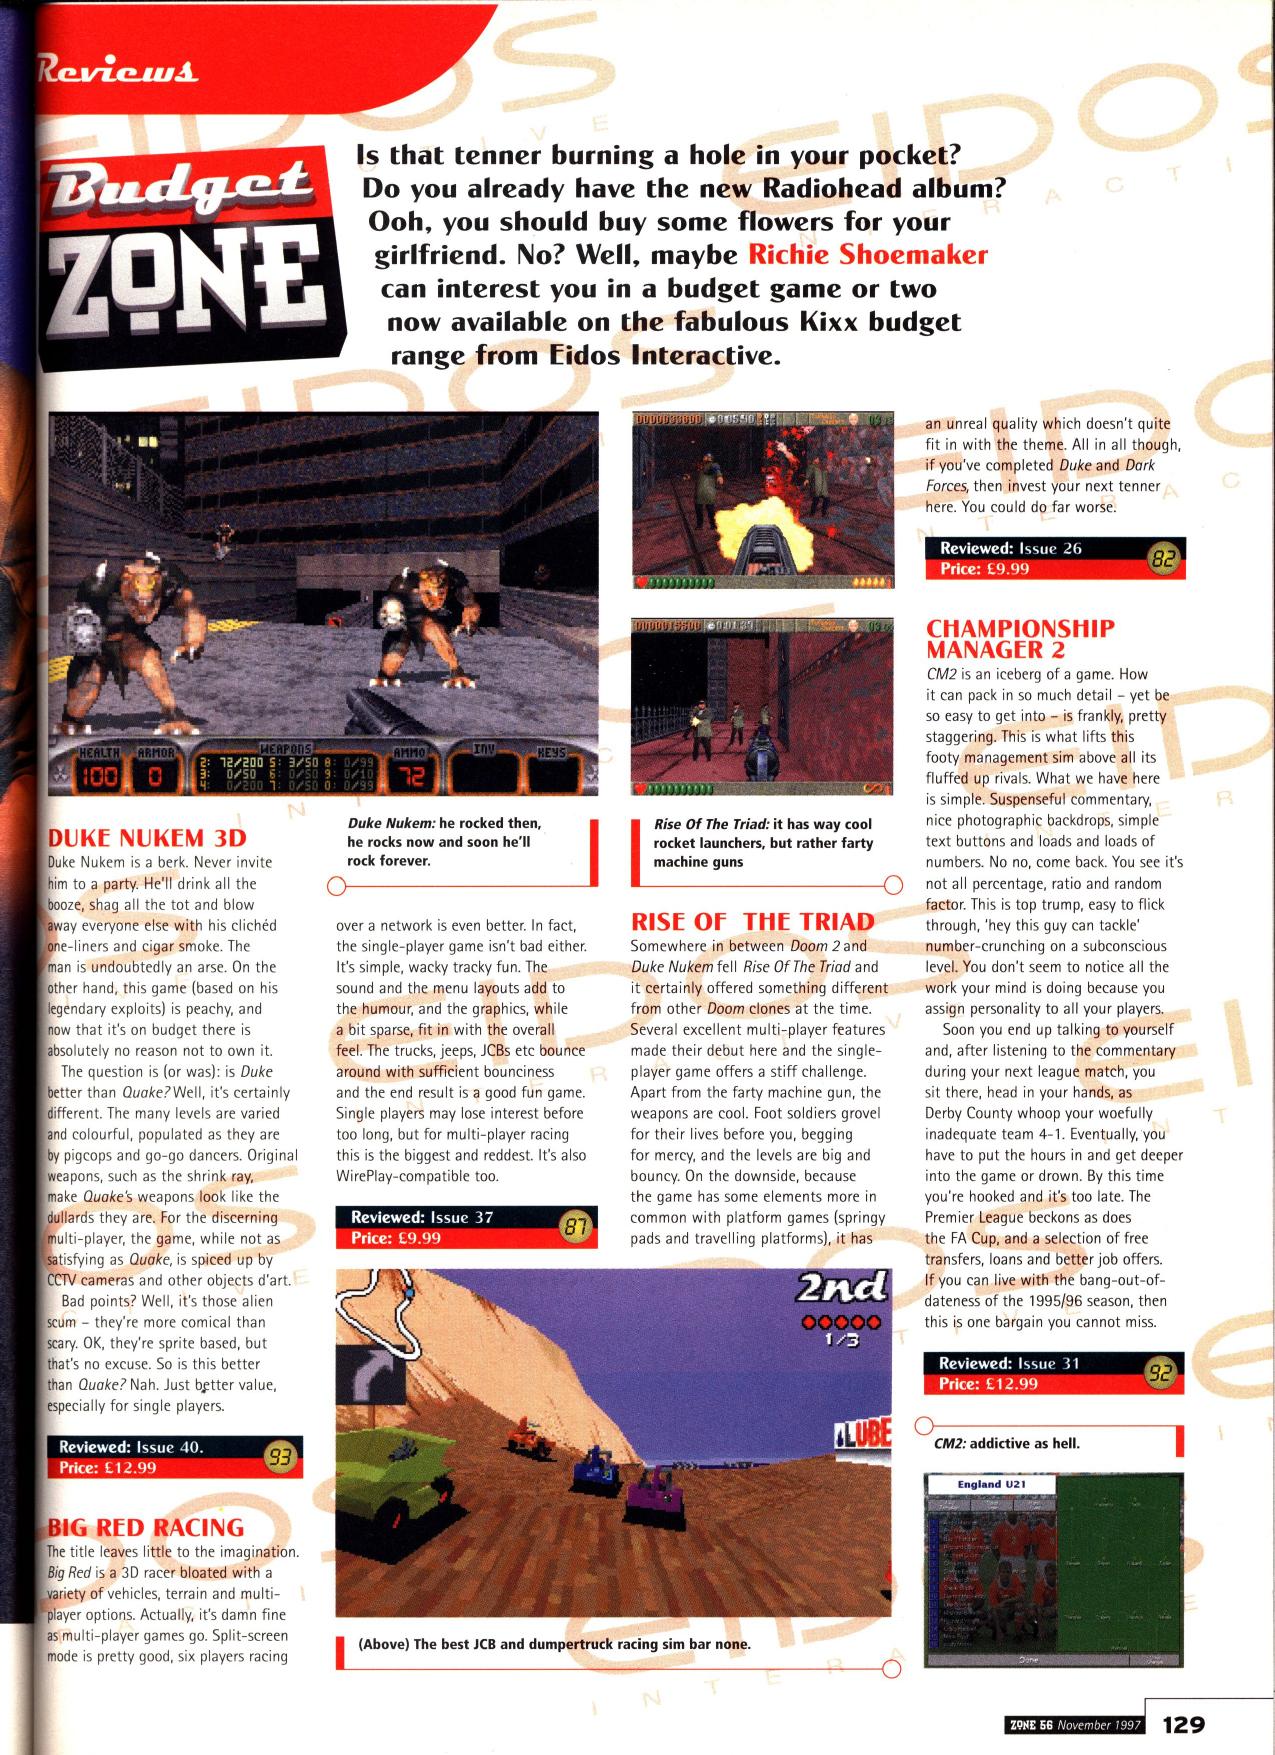 Reviews
Budget
ZONE
Is that tenner burning a hole in your pocket?
Do you already have the new Radiohead album?
Ooh, you should buy some flowers for your
girlfriend. No? Well, maybe Richie Shoemaker
can interest you in a budget game or two
now available on the fabulous Kixx budget
range from Eidos Interactive.
HEALTH ARMOR WEAPONS AMMO INV KEYS
100 0 72
DUKE NUKEM 3D
Duke Nukem is a berk. Never invite
him to a party. He'll drink all the
booze, shag all the tot and blow
away everyone else with his clichéd
one-liners and cigar smoke. The
man is undoubtedly an arse. On the
other hand, this game (based on his
legendary exploits) is peachy, and
now that it's on budget there is
absolutely no reason not to own it.
The question is (or was): is Duke
better than Quake? Well, it's certainly
different. The many levels are varied
and colourful, populated as they are
by pigcops and go-go dancers. Original
weapons, such as the shrink ray,
make Quake's weapons look like the
dullards they are. For the discerning
multi-player, the game, while not as
satisfying as Quake, is spiced up by
CCTV cameras and other objects d'art.
Bad points? Well, it's those alien
scum – they're more comical than
scary. OK, they're sprite based, but
that's no excuse. So is this better
than Quake? Nah. Just better value,
especially for single players.
Reviewed: Issue 40.
Price: £12.99
93
BIG RED RACING
The title leaves little to the imagination.
Big Red is a 3D racer bloated with a
variety of vehicles, terrain and multi-
player options. Actually, it's damn fine
as multi-player games go. Split-screen
mode is pretty good, six players racing
Duke Nukem: he rocked then,
he rocks now and soon he'll
rock forever.
over a network is even better. In fact,
the single-player game isn't bad either.
It's simple, wacky tracky fun. The
sound and the menu layouts add to
the humour, and the graphics, while
a bit sparse, fit in with the overall
feel. The trucks, jeeps, JCBs etc bounce
around with sufficient bounciness
and the end result is a good fun game.
Single players may lose interest before
too long, but for multi-player racing
this is the biggest and reddest. It's also
WirePlay-compatible too.
Reviewed: Issue 37
Price: £9.99
87
2nd
1/3
LUBE
(Above) The best JCB and dumpertruck racing sim bar none.
Rise Of The Triad: it has way cool
rocket launchers, but rather farty
machine guns
RISE OF THE TRIAD
Somewhere in between Doom 2 and
Duke Nukem fell Rise Of The Triad and
it certainly offered something different
from other Doom clones at the time.
Several excellent multi-player features
made their debut here and the single-
player game offers a stiff challenge.
Apart from the farty machine gun, the
weapons are cool. Foot soldiers grovel
for their lives before you, begging
for mercy, and the levels are big and
bouncy. On the downside, because
the game has some elements more in
common with platform games (springy
pads and travelling platforms), it has
an unreal quality which doesn't quite
fit in with the theme. All in all though,
if you've completed Duke and Dark
Forces, then invest your next tenner
here. You could do far worse.
Reviewed: Issue 26
Price: £9.99
82
CHAMPIONSHIP
MANAGER 2
CM2 is an iceberg of a game. How
it can pack in so much detail – yet be
so easy to get into – is frankly, pretty
staggering. This is what lifts this
footy management sim above all its
fluffed up rivals. What we have here
is simple. Suspenseful commentary,
nice photographic backdrops, simple
text buttons and loads and loads of
numbers. No no, come back. You see it's
not all percentage, ratio and random
factor. This is top trump, easy to flick
through, 'hey this guy can tackle'
number-crunching on a subconscious
level. You don't seem to notice all the
work your mind is doing because you
assign personality to all your players.
Soon you end up talking to yourself
and, after listening to the commentary
during your next league match, you
sit there, head in your hands, as
Derby County whoop your woefully
inadequate team 4-1. Eventually, you
have to put the hours in and get deeper
into the game or drown. By this time
you're hooked and it's too late. The
Premier League beckons as does
the FA Cup, and a selection of free
transfers, loans and better job offers.
If you can live with the bang-out-of-
dateness of the 1995/96 season, then
this is one bargain you cannot miss.
Reviewed: Issue 31
Price: £12.99
92
CM2: addictive as hell.
England U21
Done
ZONE 56 November 1997 129
EIDOS
INTERACTIVE